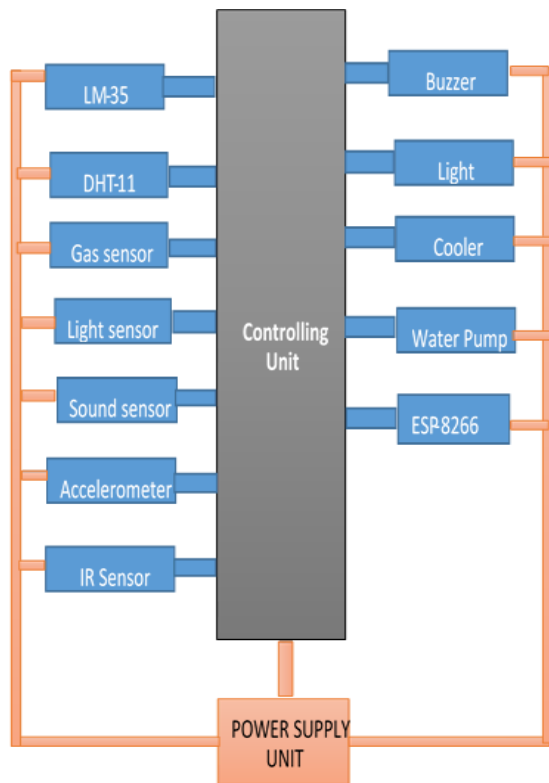 LM-35
DHT-11
Gas sensor
Light sensor
Sound sensor
Accelerometer
IR Sensor
Controlling
Unit
Buzzer
Light
Cooler
Water Pump
ESP-8266
POWER SUPPLY
UNIT